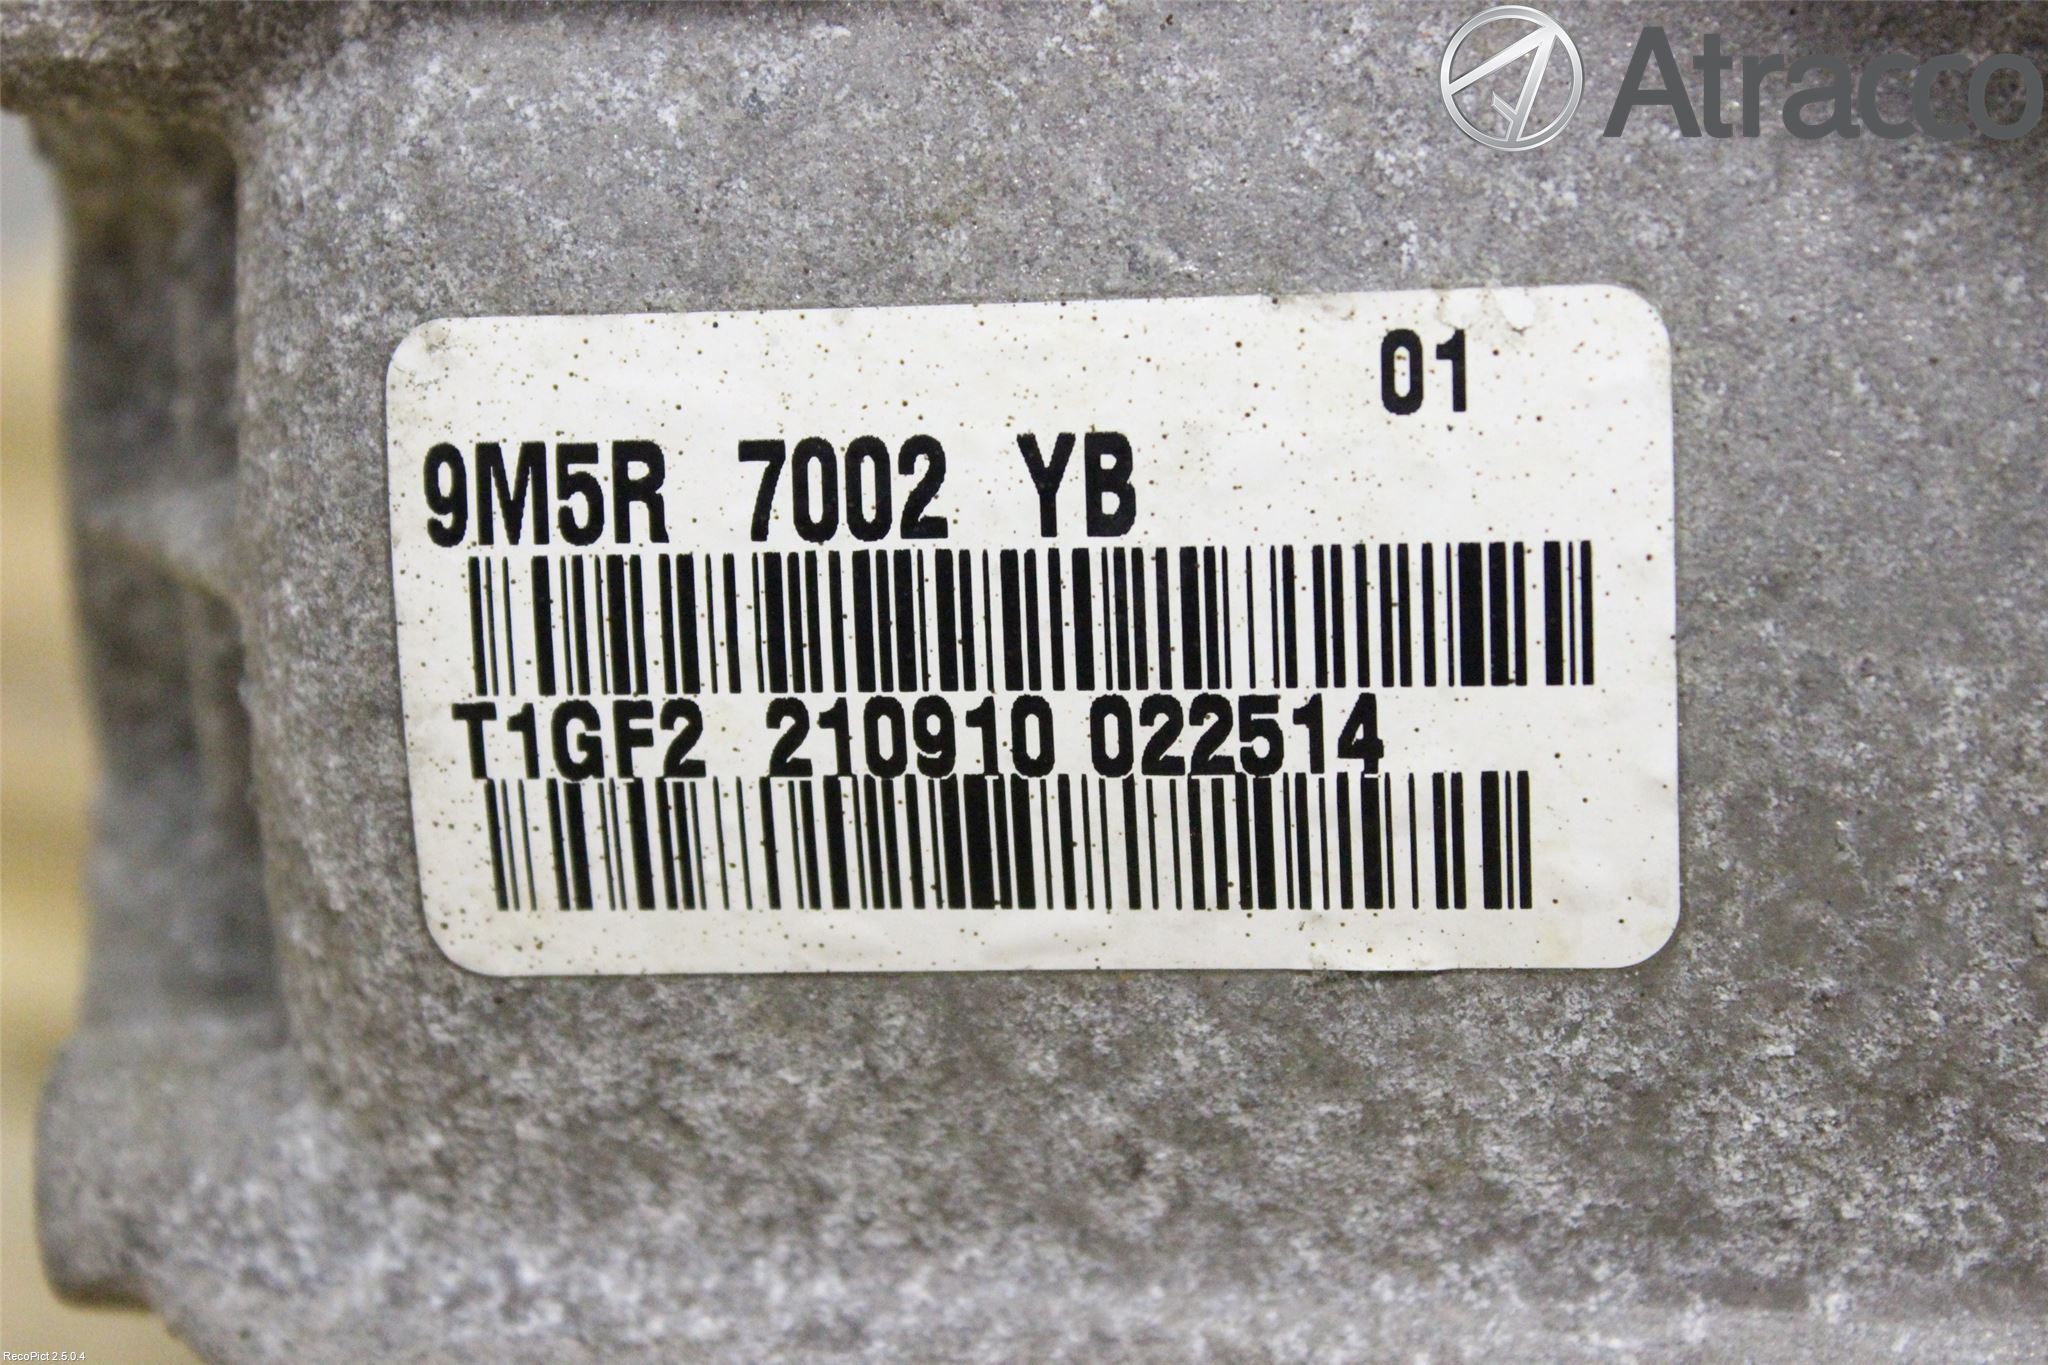 Atracco
01
9M5R 7002 YB
T1GF2 210910 022514
RecoPict 2.5.0.4